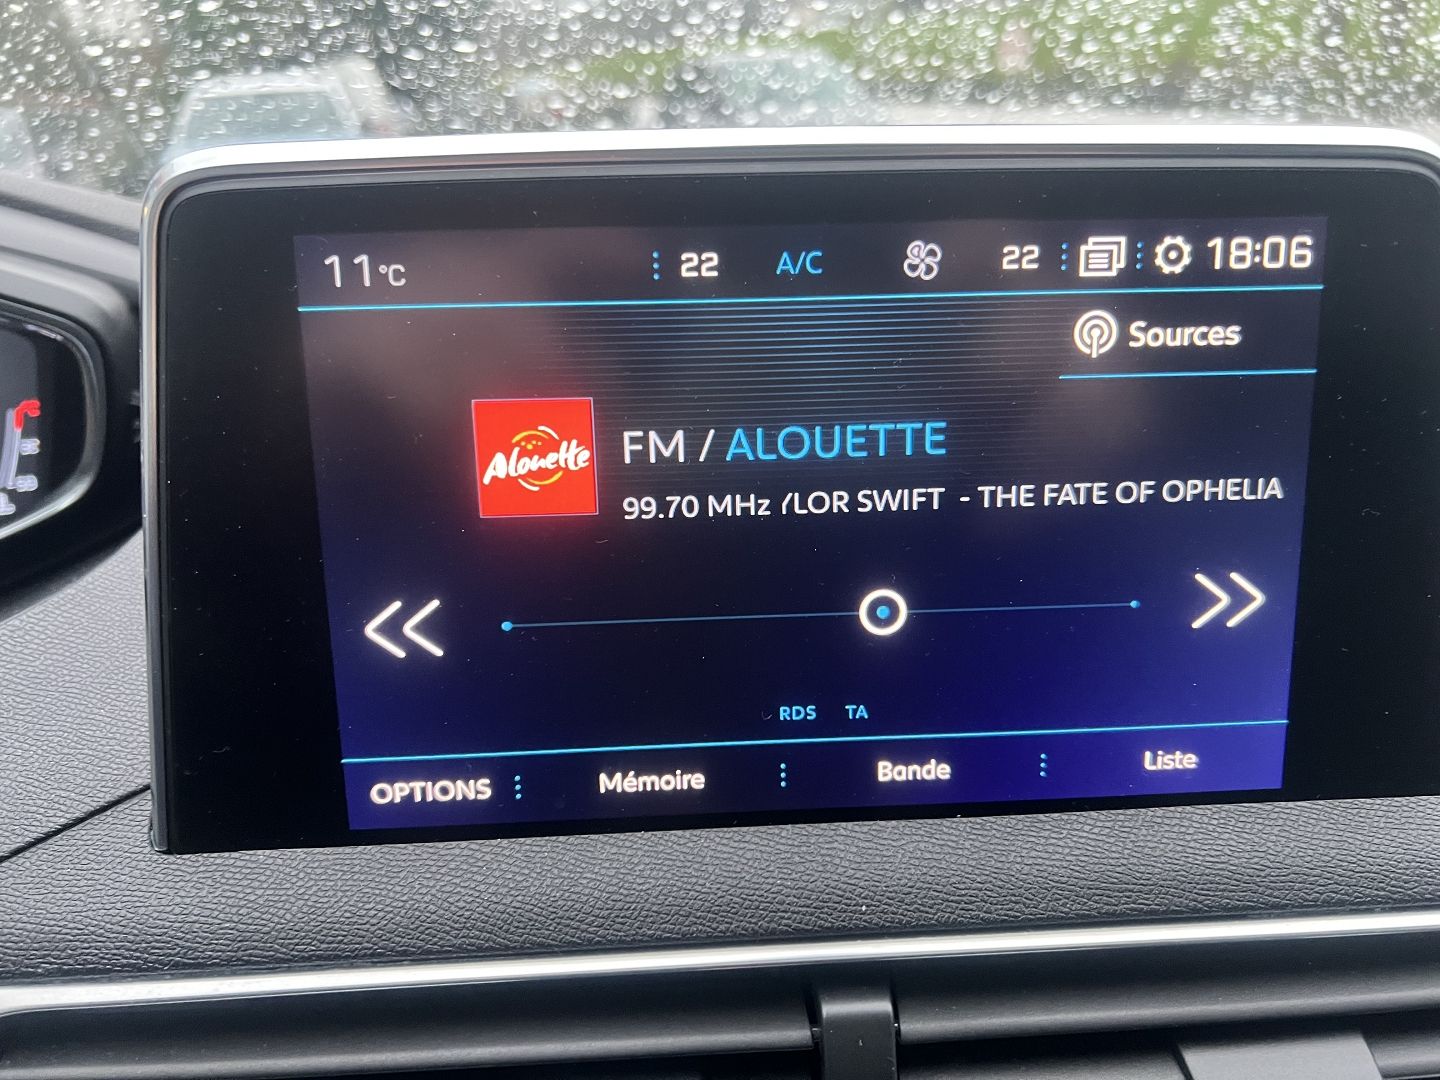 11°C 22 A/C 22 18:06
Sources
Alouette
FM / ALOUETTE
99.70 MHz YLOR SWIFT - THE FATE OF OPHELIA
RDS TA
OPTIONS Mémoire Bande Liste